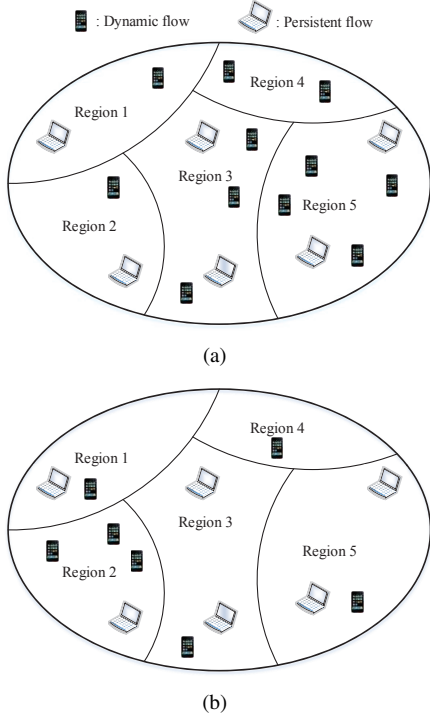 : Dynamic flow : Persistent flow
Region 4
Region 1
Region 3
Region 2
Region 5
(a)
Region 4
Region 1
Region 3
Region 5
Region 2
(b)